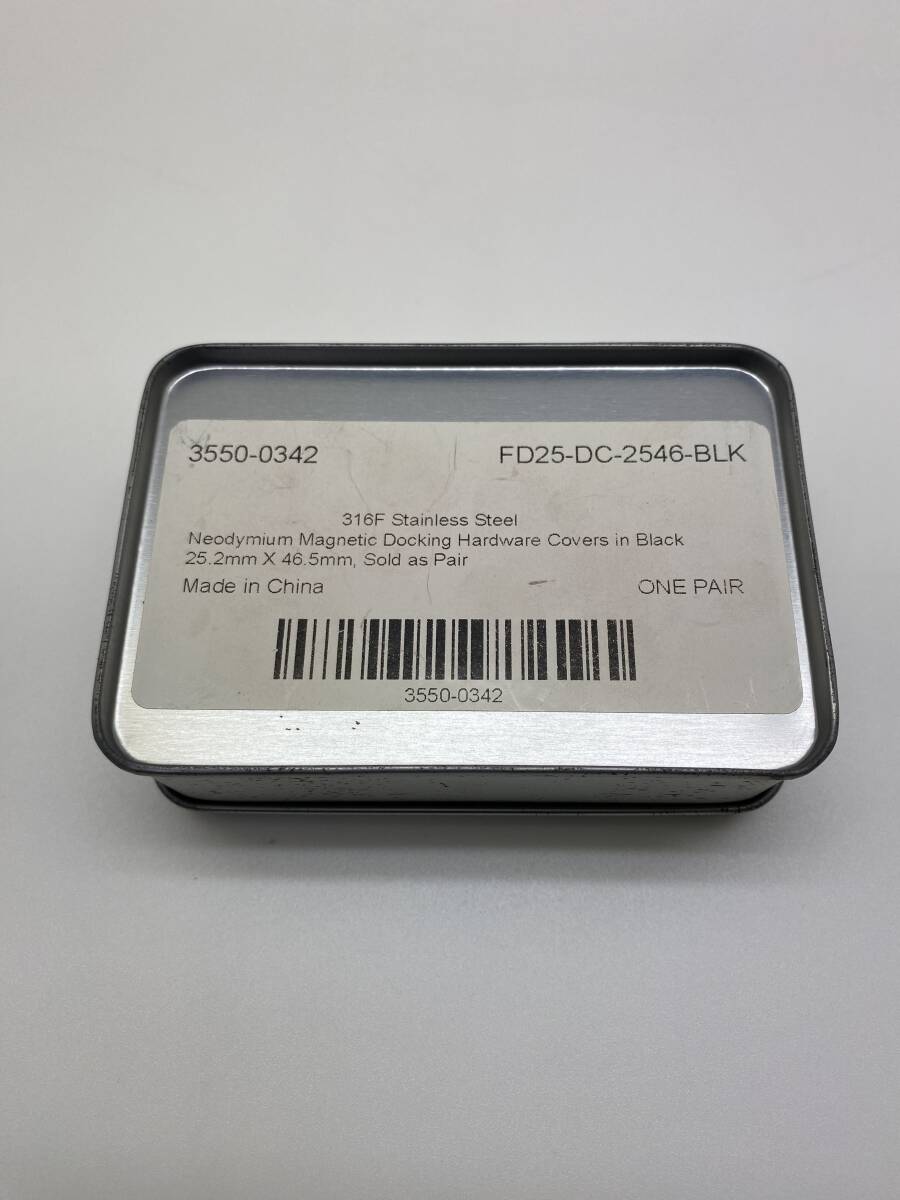 3550-0342 FD25-DC-2546-BLK
316F Stainless Steel
Neodymium Magnetic Docking Hardware Covers in Black
25.2mm X 46.5mm, Sold as Pair
Made in China ONE PAIR
3550-0342